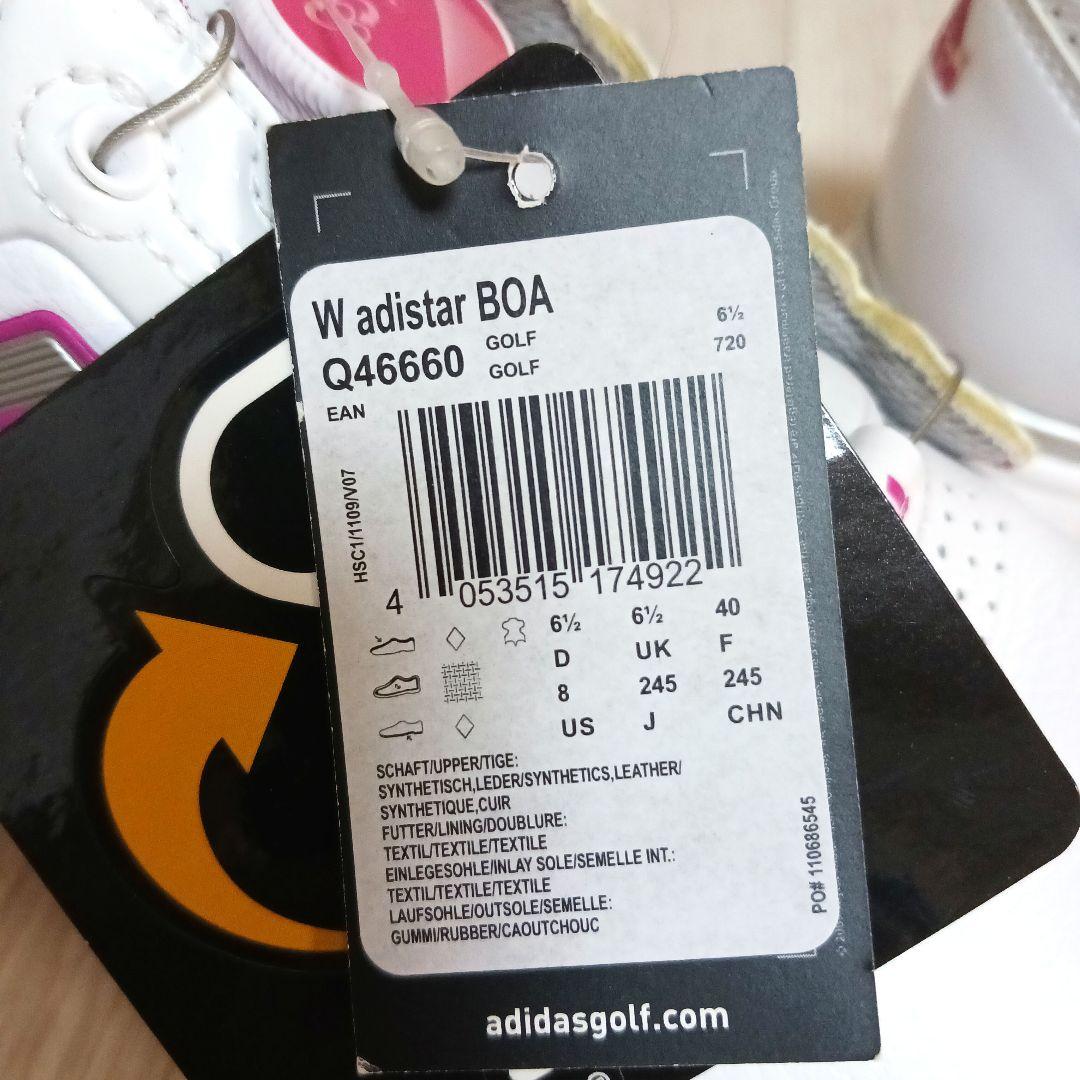 W adistar BOA
GOLF
6½
Q46660
GOLF
720
EAN
HSC1/1109/V07
4 053515 174922
6½ 6½ 40
D UK F
8 245 245
US J CHN
SCHAFT/UPPER/TIGE:
SYNTHETISCH,LEDER/SYNTHETICS,LEATHER/
SYNTHETIQUE,CUIR
FUTTER/LINING/DOUBLURE:
TEXTIL/TEXTILE/TEXTILE
EINLEGESOHLE/INLAY SOLE/SEMELLE INT.:
TEXTIL/TEXTILE/TEXTILE
LAUFSOHLE/OUTSOLE/SEMELLE:
GUMMI/RUBBER/CAOUTCHOUC
PO# 110686545
adidasgolf.com